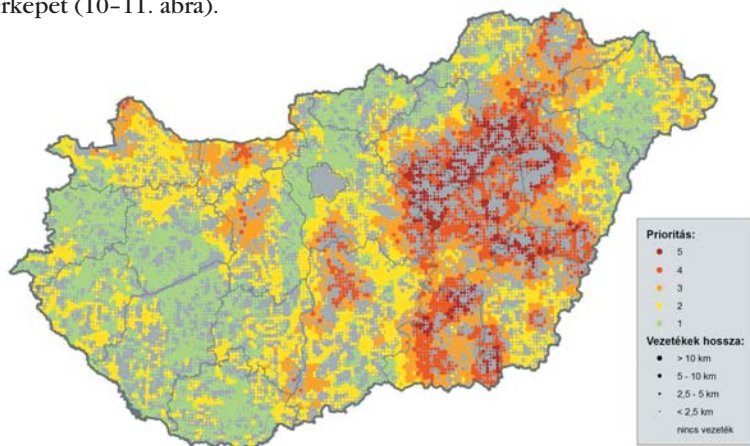 érképét (10–11. ábra).
Prioritás:
5
4
3
2
1
Vezetékek hossza:
> 10 km
5 - 10 km
2,5 - 5 km
< 2,5 km
nincs vezeték